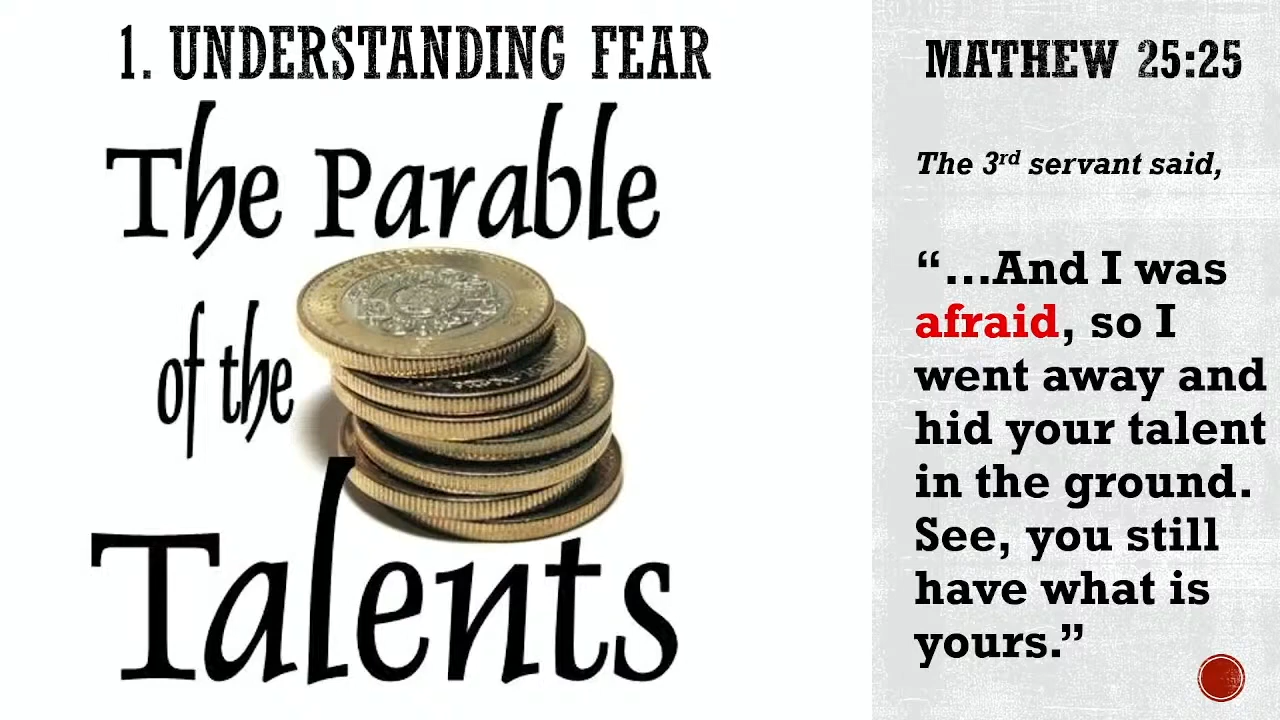 1. UNDERSTANDING FEAR
The Parable
of the
Talents
MATHEW 25:25
The 3rd servant said,
“...And I was
afraid, so I
went away and
hid your talent
in the ground.
See, you still
have what is
yours.”